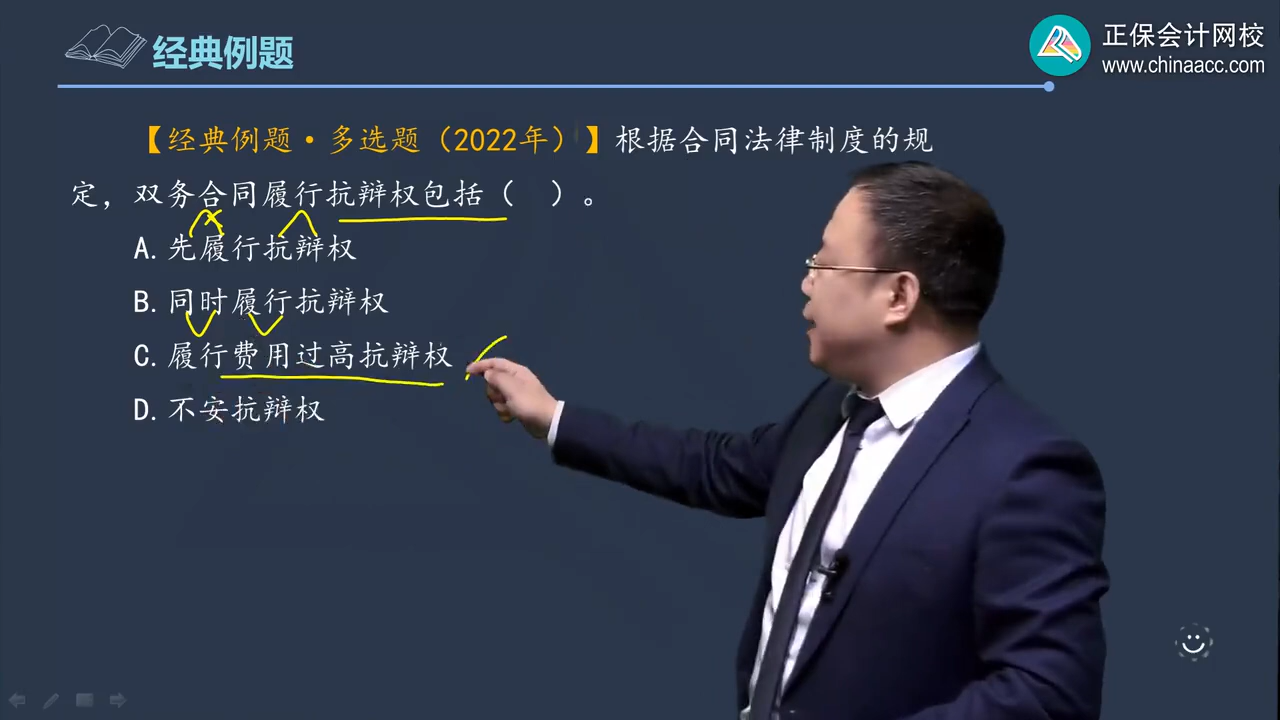 经典例题
正保会计网校
www.chinaacc.com
【经典例题·多选题（2022年）】根据合同法律制度的规
定，双务合同履行抗辩权包括（ ）。
A. 先履行抗辩权
B. 同时履行抗辩权
C. 履行费用过高抗辩权
D. 不安抗辩权